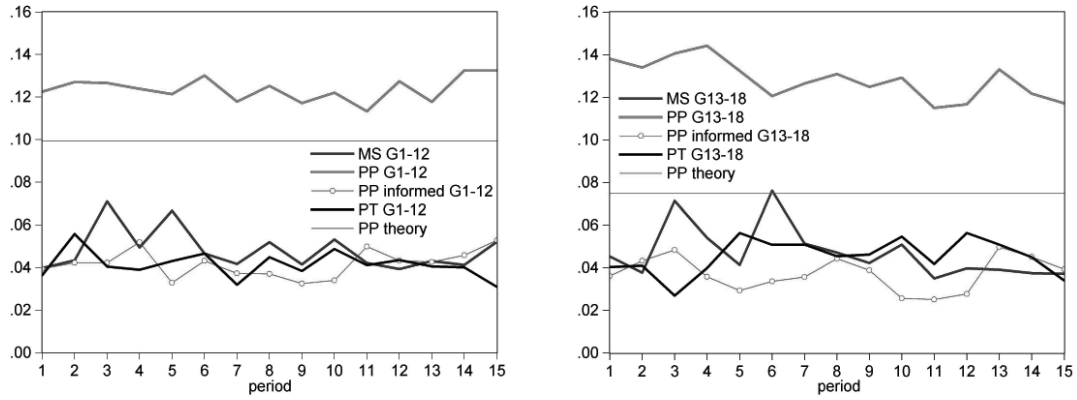 .16
.14
.12
.10
.08
.06
.04
.02
.00
MS G1-12
PP G1-12
PP informed G1-12
PT G1-12
PP theory
1 2 3 4 5 6 7 8 9 10 11 12 13 14 15
period
.16
.14
.12
.10
.08
.06
.04
.02
.00
MS G13-18
PP G13-18
PP informed G13-18
PT G13-18
PP theory
1 2 3 4 5 6 7 8 9 10 11 12 13 14 15
period